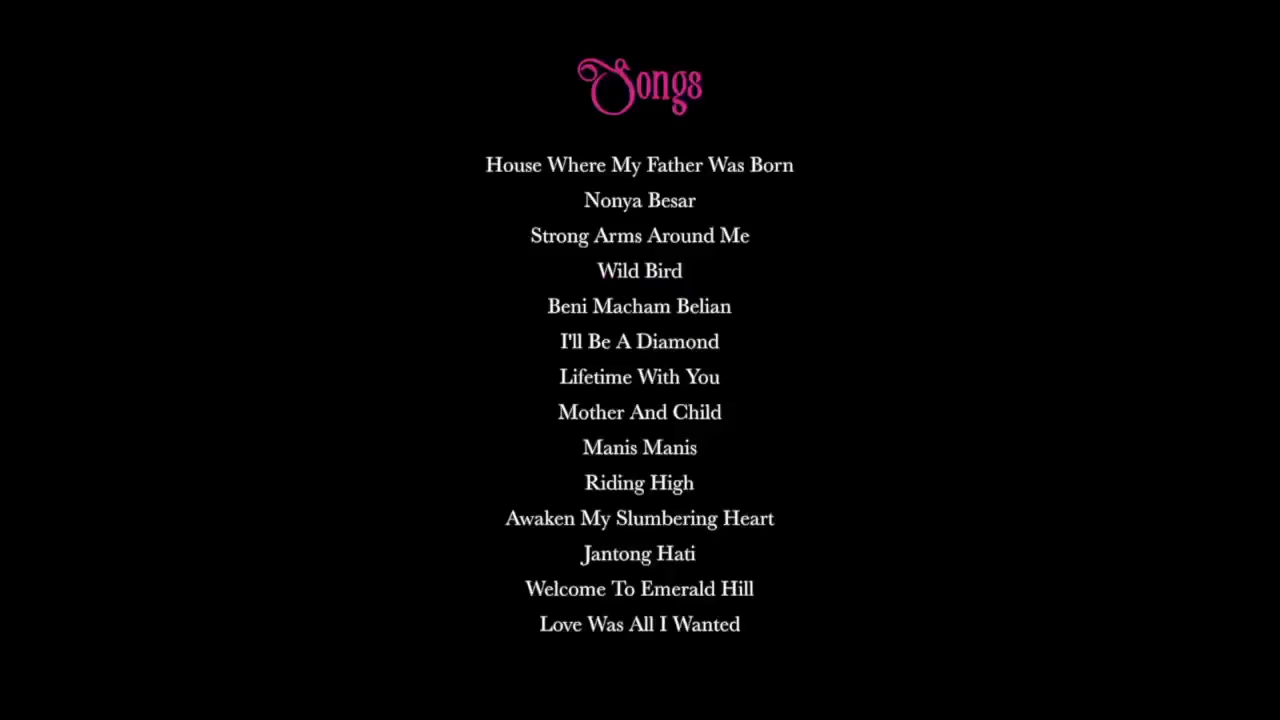 Songs
House Where My Father Was Born
Nonya Besar
Strong Arms Around Me
Wild Bird
Beni Macham Belian
I'll Be A Diamond
Lifetime With You
Mother And Child
Manis Manis
Riding High
Awaken My Slumbering Heart
Jantong Hati
Welcome To Emerald Hill
Love Was All I Wanted